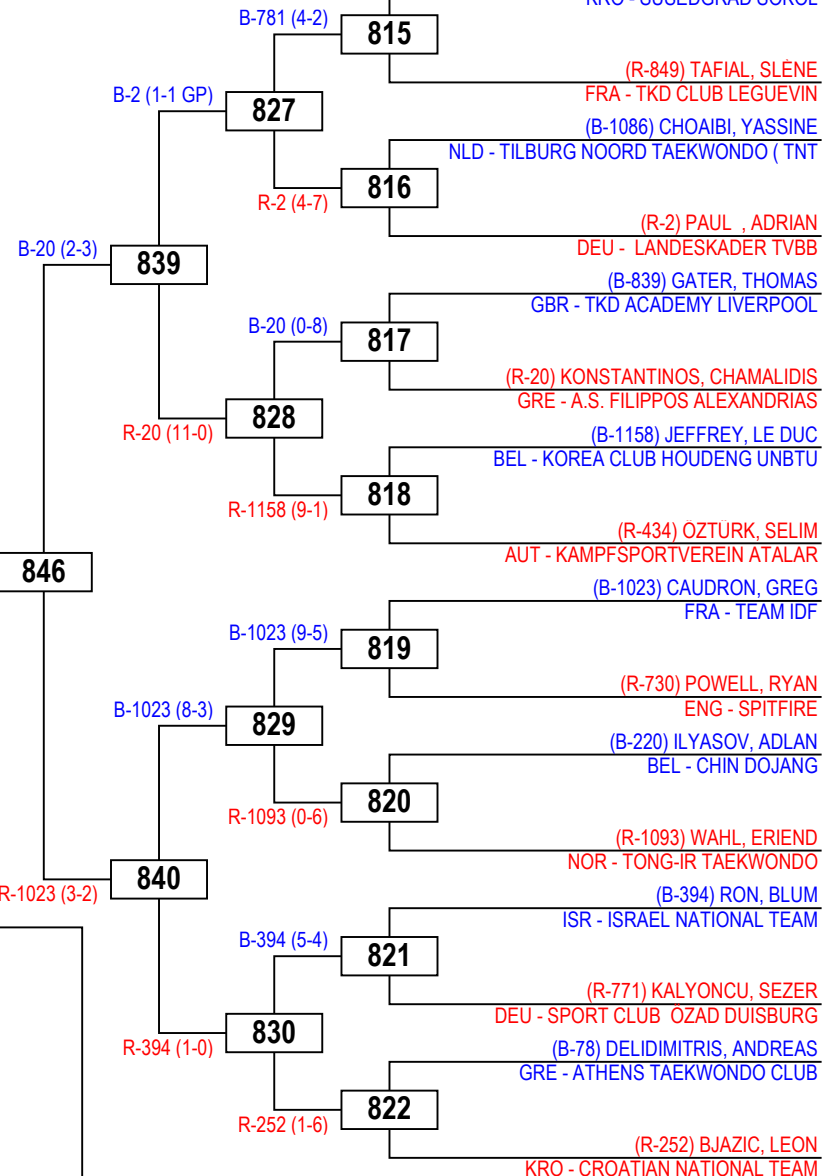 B-781 (4-2)
815
(R-849) TAFIAL, SLÈNE
FRA - TKD CLUB LEGUEVIN
B-2 (1-1 GP)
827
(B-1086) CHOAIBI, YASSINE
NLD - TILBURG NOORD TAEKWONDO ( TNT
R-2 (4-7)
816
(R-2) PAUL , ADRIAN
DEU - LANDESKADER TVBB
B-20 (2-3)
839
(B-839) GATER, THOMAS
GBR - TKD ACADEMY LIVERPOOL
B-20 (0-8)
817
(R-20) KONSTANTINOS, CHAMALIDIS
GRE - A.S. FILIPPOS ALEXANDRIAS
R-20 (11-0)
828
(B-1158) JEFFREY, LE DUC
BEL - KOREA CLUB HOUDENG UNBTU
R-1158 (9-1)
818
(R-434) ÖZTÜRK, SELIM
AUT - KAMPFSPORTVEREIN ATALAR
846
(B-1023) CAUDRON, GREG
FRA - TEAM IDF
B-1023 (9-5)
819
(R-730) POWELL, RYAN
ENG - SPITFIRE
B-1023 (8-3)
829
(B-220) ILYASOV, ADLAN
BEL - CHIN DOJANG
R-1093 (0-6)
820
(R-1093) WAHL, ERIEND
NOR - TONG-IR TAEKWONDO
R-1023 (3-2)
840
(B-394) RON, BLUM
ISR - ISRAEL NATIONAL TEAM
B-394 (5-4)
821
(R-771) KALYONCU, SEZER
DEU - SPORT CLUB ÖZAD DUISBURG
R-394 (1-0)
830
(B-78) DELIDIMITRIS, ANDREAS
GRE - ATHENS TAEKWONDO CLUB
R-252 (1-6)
822
(R-252) BJAZIC, LEON
KRO - CROATIAN NATIONAL TEAM